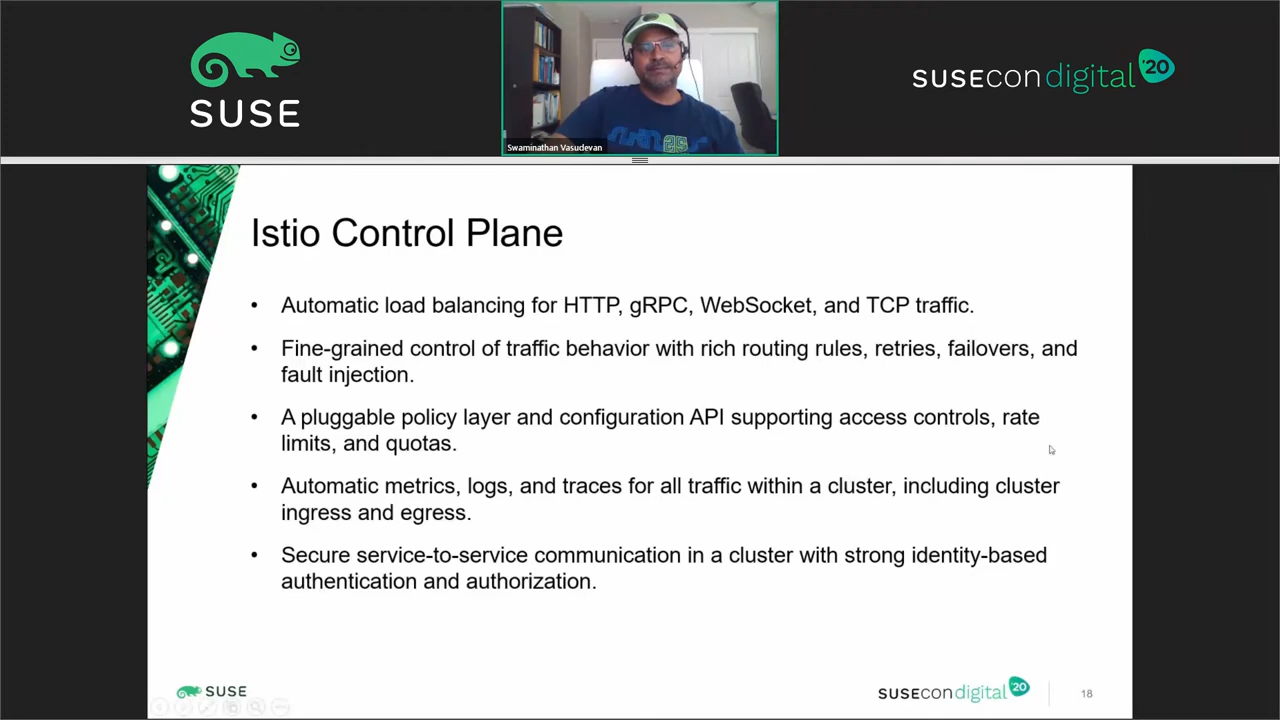 SUSE
SUSECON digital '20
Swaminathan Vasudevan
Istio Control Plane
• Automatic load balancing for HTTP, gRPC, WebSocket, and TCP traffic.
• Fine-grained control of traffic behavior with rich routing rules, retries, failovers, and
fault injection.
• A pluggable policy layer and configuration API supporting access controls, rate
limits, and quotas.
• Automatic metrics, logs, and traces for all traffic within a cluster, including cluster
ingress and egress.
• Secure service-to-service communication in a cluster with strong identity-based
authentication and authorization.
SUSE
SUSECON digital '20
18